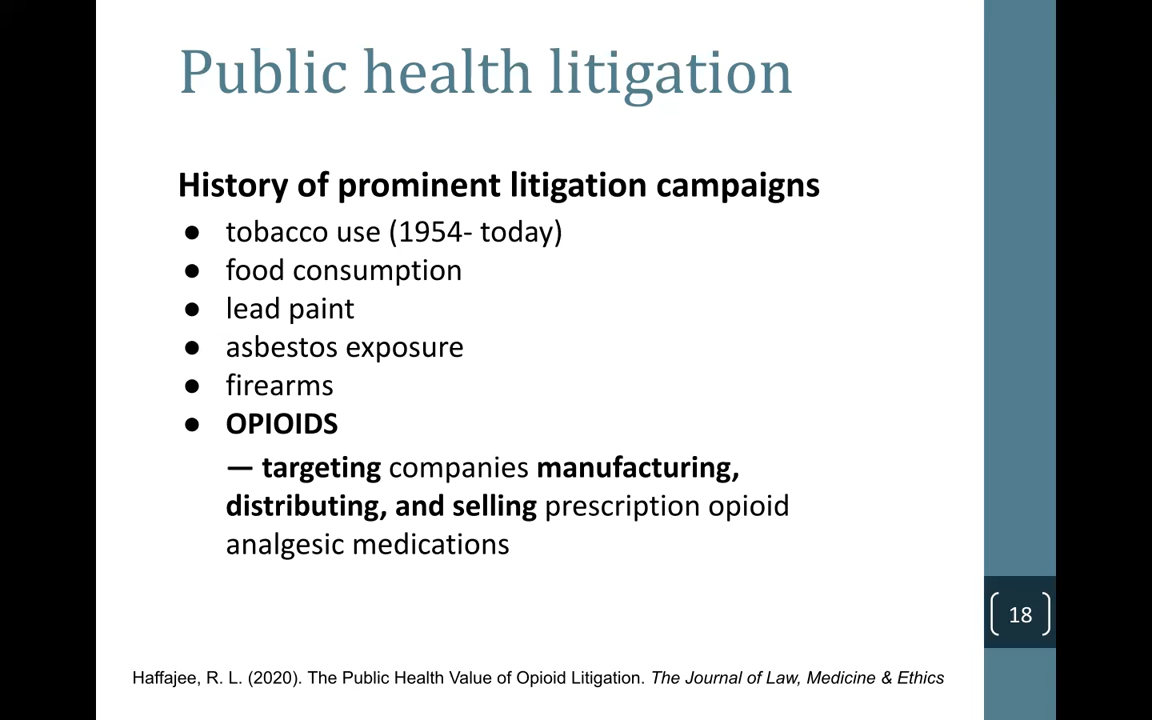 Public health litigation
History of prominent litigation campaigns
● tobacco use (1954- today)
● food consumption
● lead paint
● asbestos exposure
● firearms
● OPIOIDS
— targeting companies manufacturing,
distributing, and selling prescription opioid
analgesic medications
18
Haffajee, R. L. (2020). The Public Health Value of Opioid Litigation. The Journal of Law, Medicine & Ethics